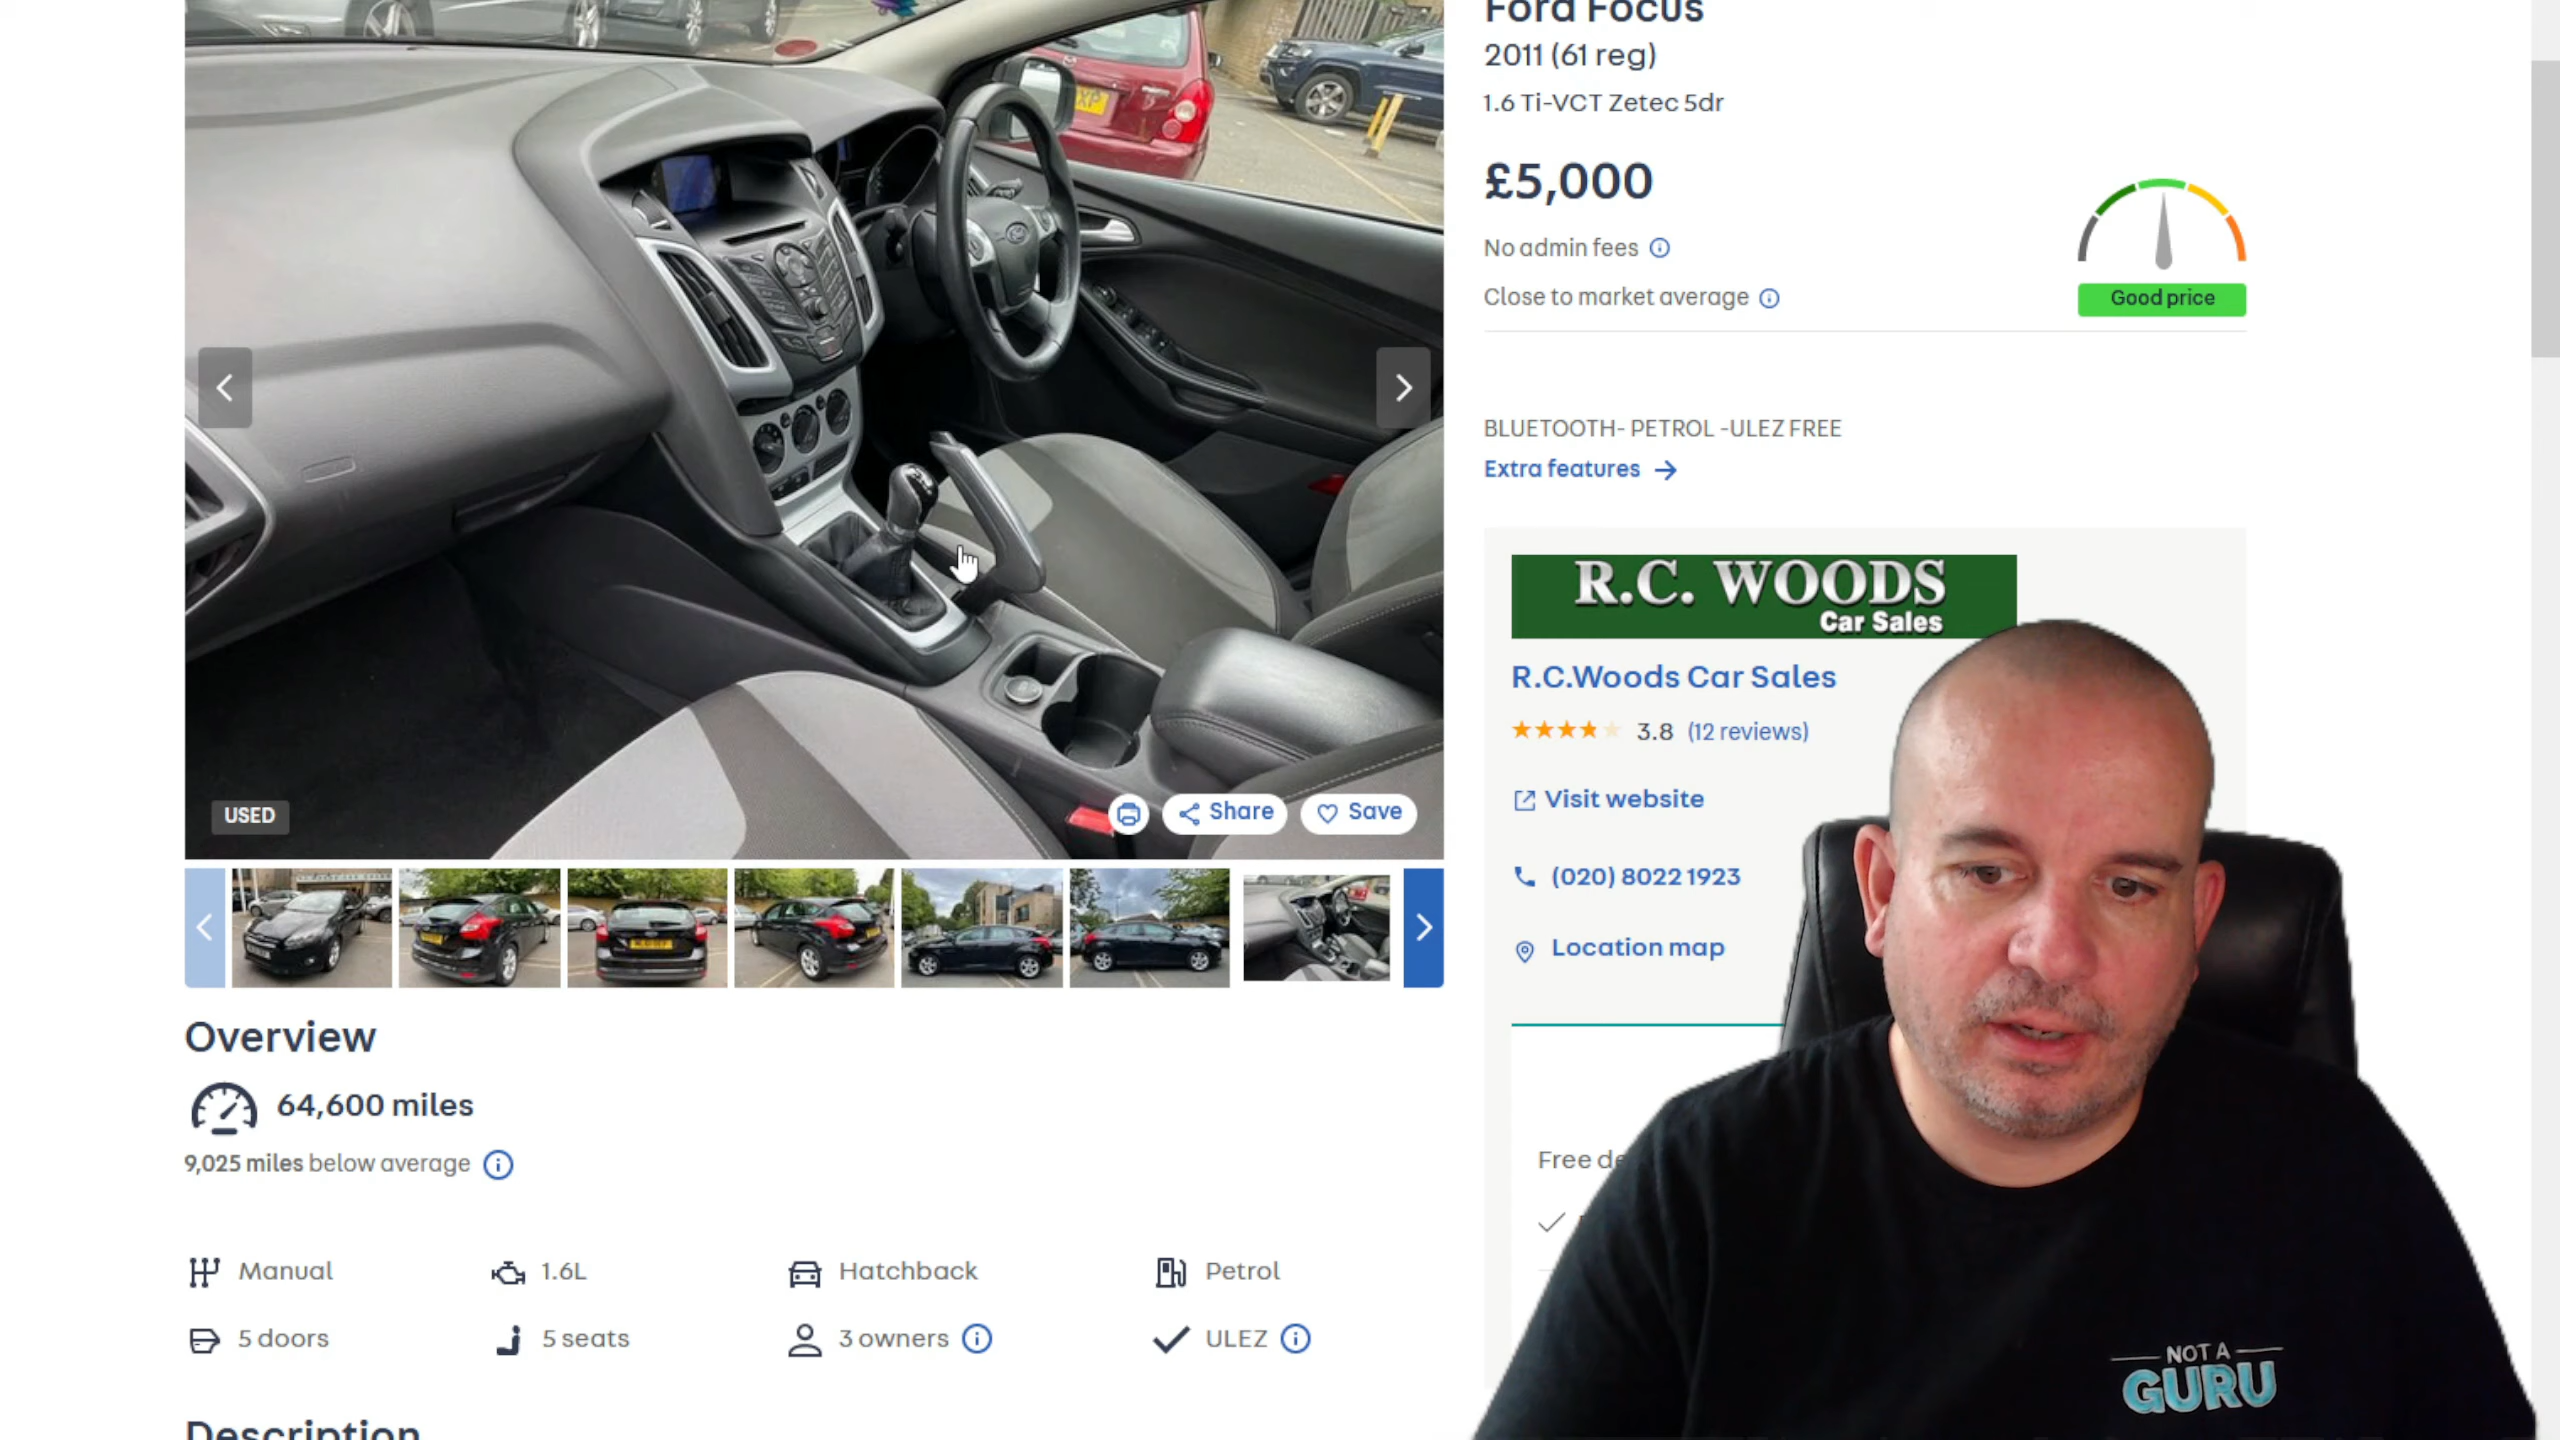 Ford Focus
2011 (61 reg)
1.6 Ti-VCT Zetec 5dr
£5,000
No admin fees
Close to market average
Good price
BLUETOOTH- PETROL -ULEZ FREE
Extra features
R.C. WOODS
Car Sales
R.C.Woods Car Sales
3.8 (12 reviews)
Visit website
(020) 8022 1923
Location map
Free de
USED
Share
Save
Overview
64,600 miles
9,025 miles below average
Manual
1.6L
Hatchback
Petrol
5 doors
5 seats
3 owners
ULEZ
Description
NOT A
GURU